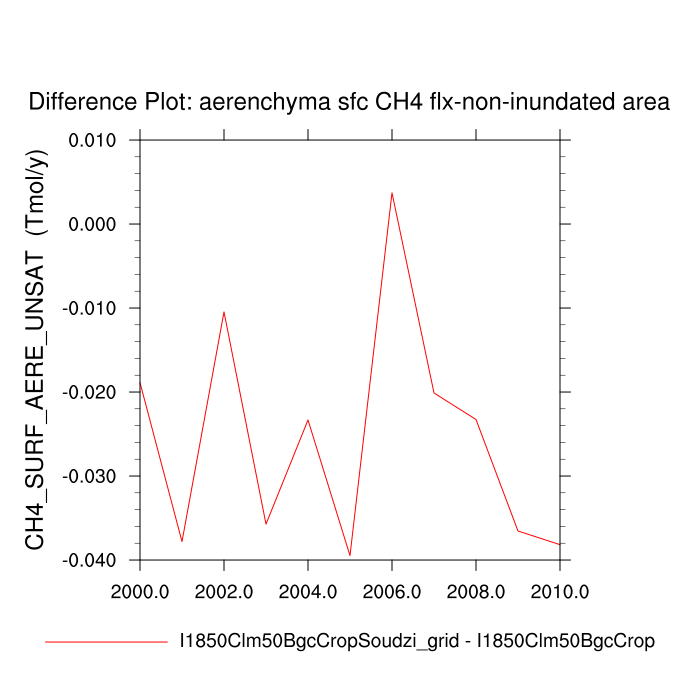 Difference Plot: aerenchyma sfc CH4 flx-non-inundated area
CH4_SURF_AERE_UNSAT (Tmol/y)
0.010
0.000
-0.010
-0.020
-0.030
-0.040
2000.0 2002.0 2004.0 2006.0 2008.0 2010.0
I1850Clm50BgcCropSoudzi_grid - I1850Clm50BgcCrop